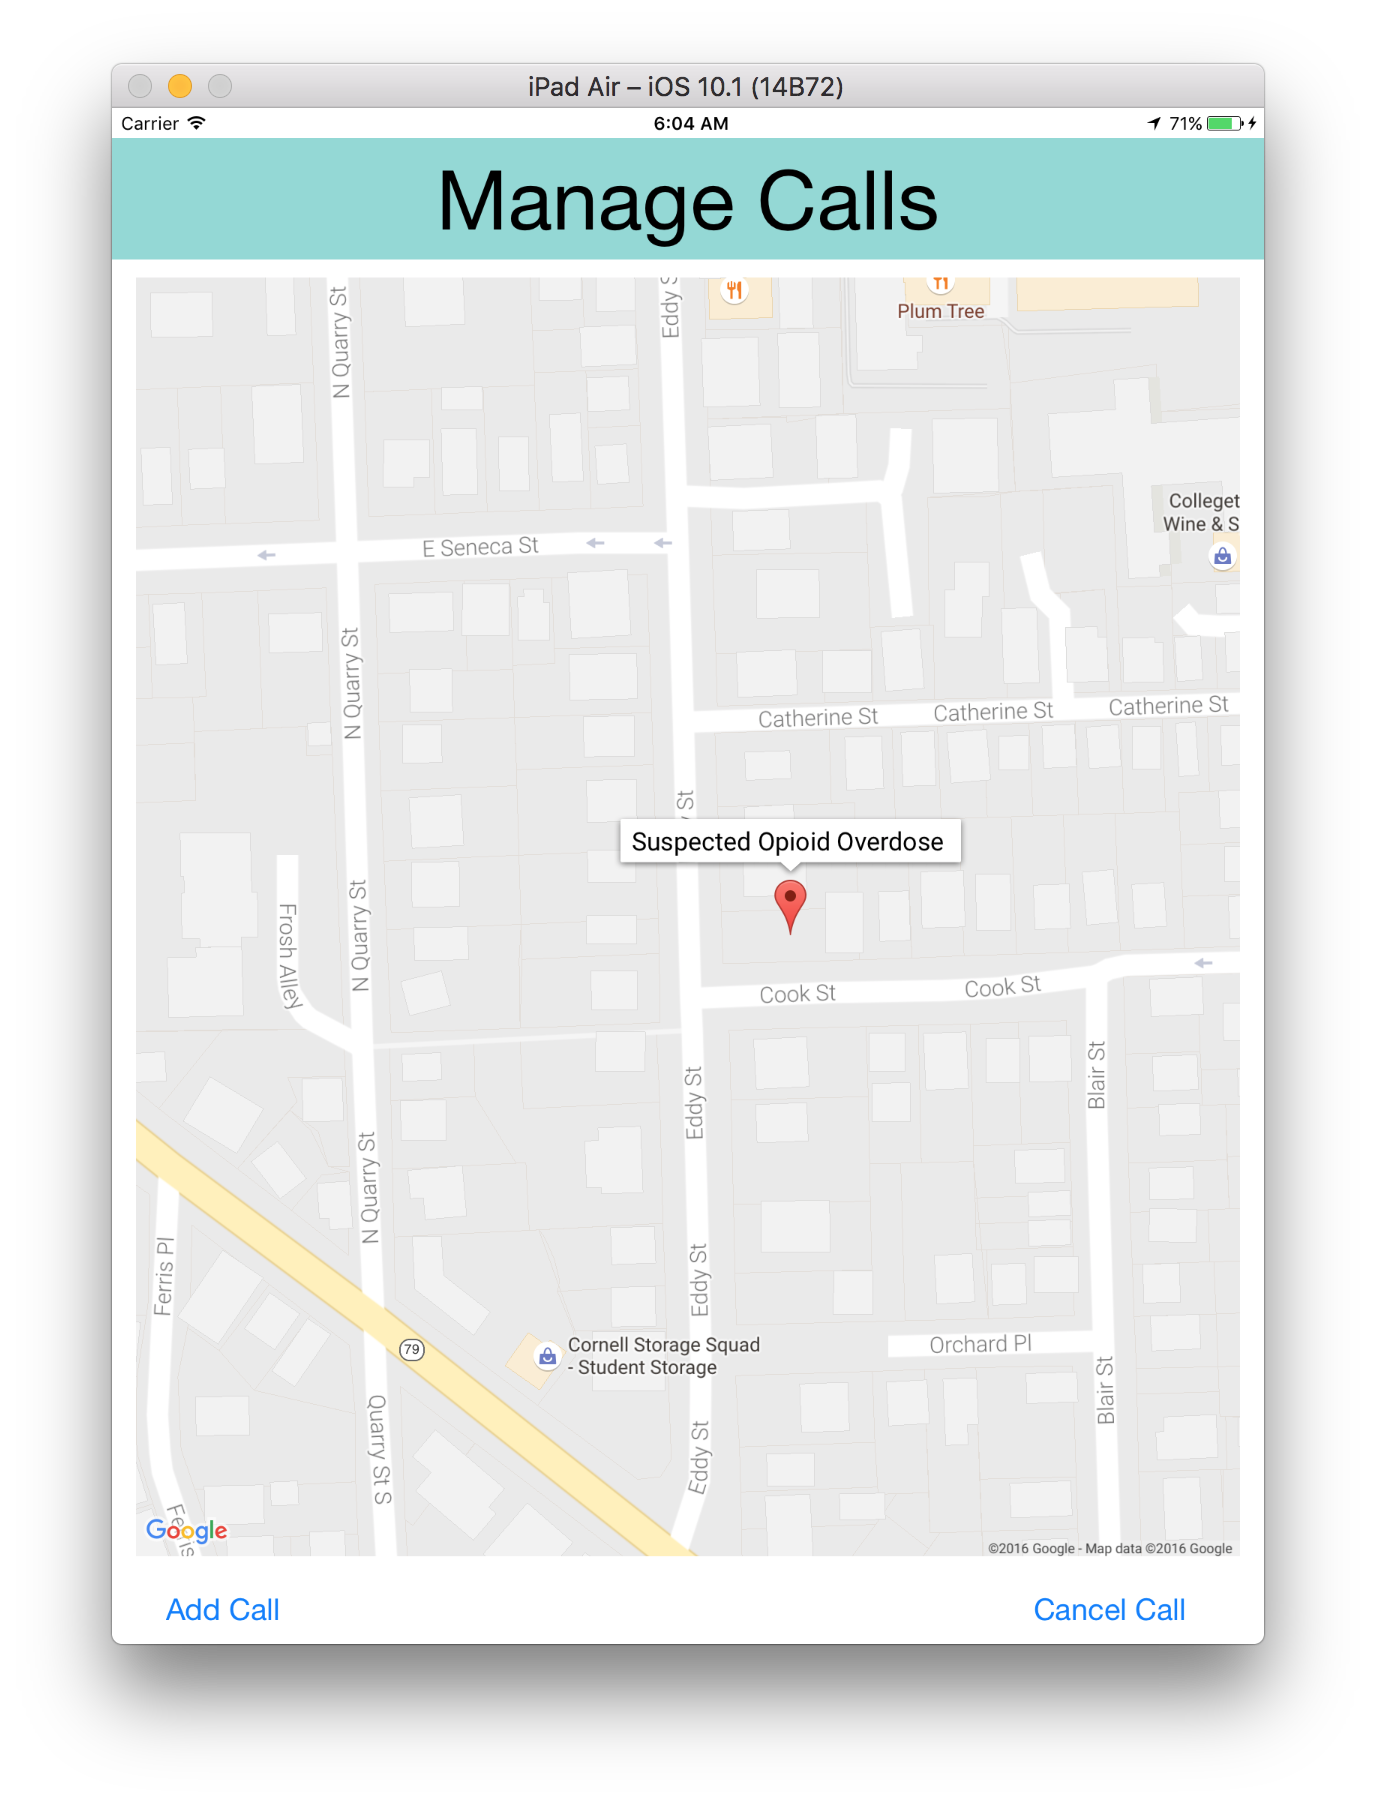 iPad Air – iOS 10.1 (14B72)
Carrier
6:04 AM
71%
Manage Calls
N Quarry St
Eddy S
Plum Tree
Colleget
Wine & S
E Seneca St
N Quarry St
Catherine St
Catherine St
Catherine St
y St
Suspected Opioid Overdose
N Quarry St
Frosh Alley
Cook St
Cook St
Eddy St
Blair St
N Quarry St
Ferris Pl
Eddy St
79
Cornell Storage Squad
- Student Storage
Orchard Pl
Blair St
Quarry St S
Eddy St
Ferris
Google
©2016 Google - Map data ©2016 Google
Add Call
Cancel Call